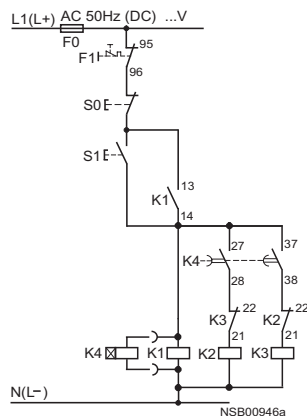 L1(L+) AC 50Hz (DC) ...V
F0
95
F1
96
S0
S1
13
K1
14
27
37
K4
28
38
K3 22
K2 22
21
21
K4
K1
K2
K3
N(L–)
NSB00946a